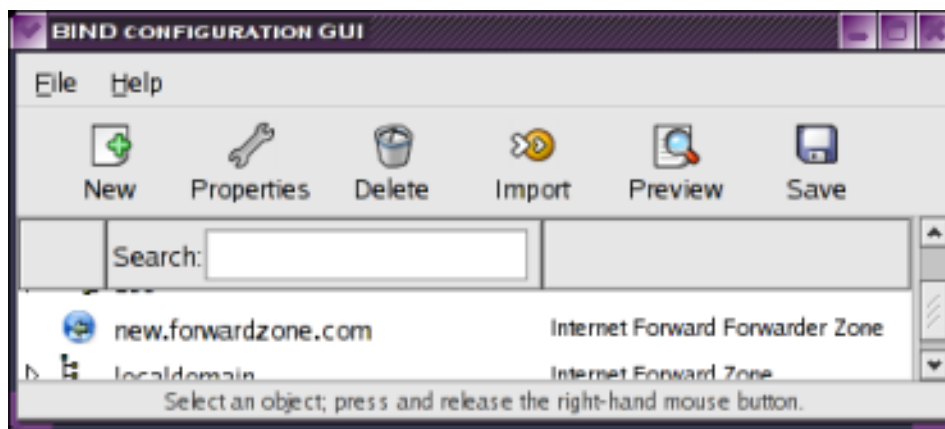 BIND CONFIGURATION GUI
File Help
New Properties Delete Import Preview Save
Search:
new.forwardzone.com Internet Forward Forwarder Zone
localdomain Internet Forward Zone
Select an object; press and release the right-hand mouse button.